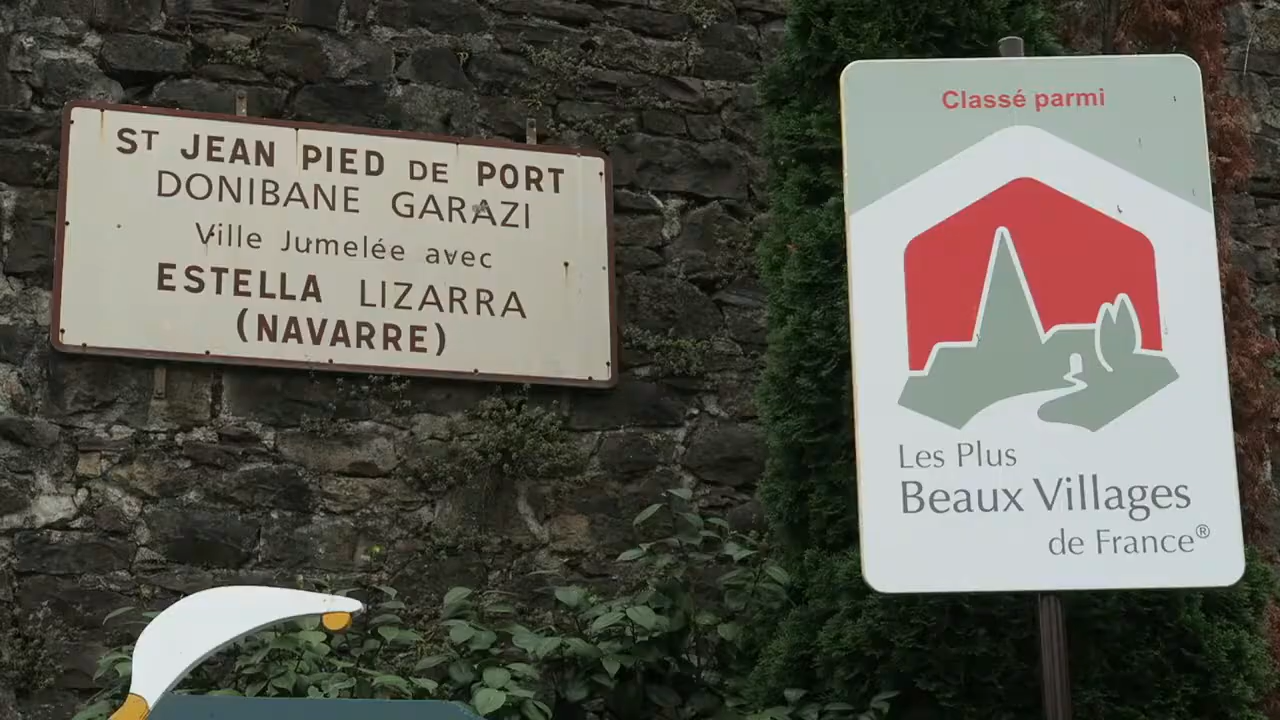 ST JEAN PIED DE PORT
DONIBANE GARAZI
Ville Jumelée avec
ESTELLA LIZARRA
(NAVARRE)
Classé parmi
Les Plus
Beaux Villages
de France®